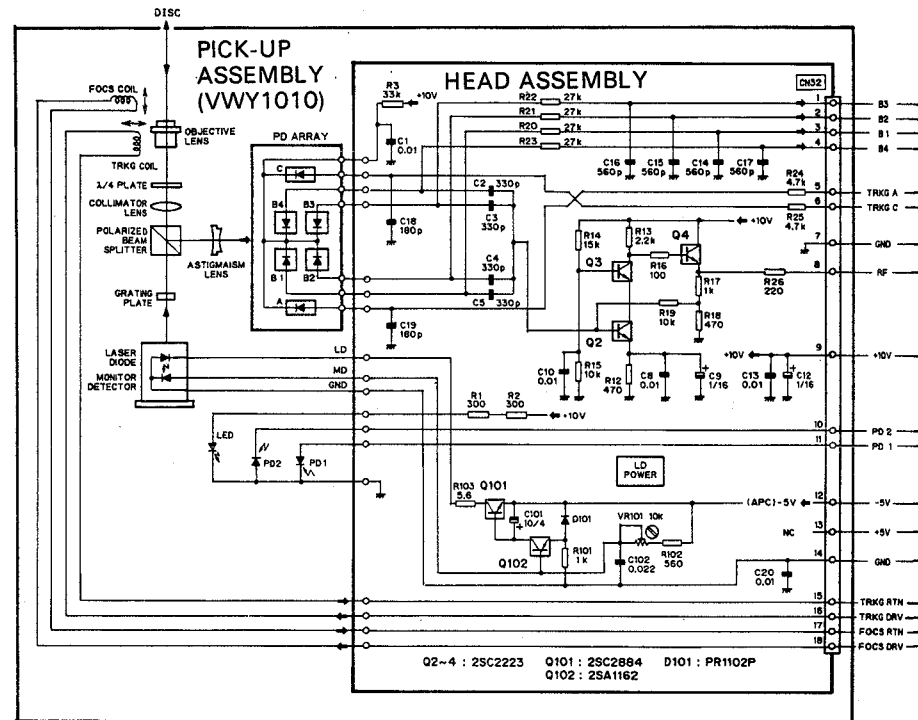 DISC
PICK-UP
ASSEMBLY
(VWY1010)
FOCS COIL
OBJECTIVE
LENS
TRKG COIL
λ/4 PLATE
COLLIMATOR
LENS
POLARIZED
BEAM
SPLITTER
ASTIGMAISM
LENS
GRATING
PLATE
LASER
DIODE
MONITOR
DETECTOR
PD ARRAY
C
B4
B3
B1
B2
A
HEAD ASSEMBLY
CN32
R3
33k
+10V
C1
0.01
R22 27k
R21 27k
R20 27k
R23 27k
C16
560p
C15
560p
C14
560p
C17
560p
1 B3
2 B2
3 B1
4 B4
R24
4.7k
5 TRKG A
6 TRKG C
R25
4.7k
C2 330p
C3
330p
C4
330p
C5 330p
C18
180p
C19
180p
R14
15k
R13
2.2k
Q4
+10V
7 GND
Q3
R16
100
R17
1k
8 RF
R26
220
R19
10k
R18
470
Q2
C10
0.01
R15
10k
R12
470
C8
0.01
C9
1/16
+10V
9 +10V
C13
0.01
C12
1/16
LD
MD
GND
R1
300
R2
300
+10V
LED
PD2
PD1
10 PD 2
11 PD 1
LD
POWER
R103
5.6
Q101
C101
10/4
D101
(APC)-5V
12 -5V
VR101 10k
NC 13 +5V
Q102
R101
1k
C102
0.022
R102
560
14 GND
C20
0.01
15 TRKG RTN
16 TRKG DRV
17 FOCS RTN
18 FOCS DRV
Q2~4 : 2SC2223 Q101 : 2SC2884 D101 : PR1102P
Q102 : 2SA1162